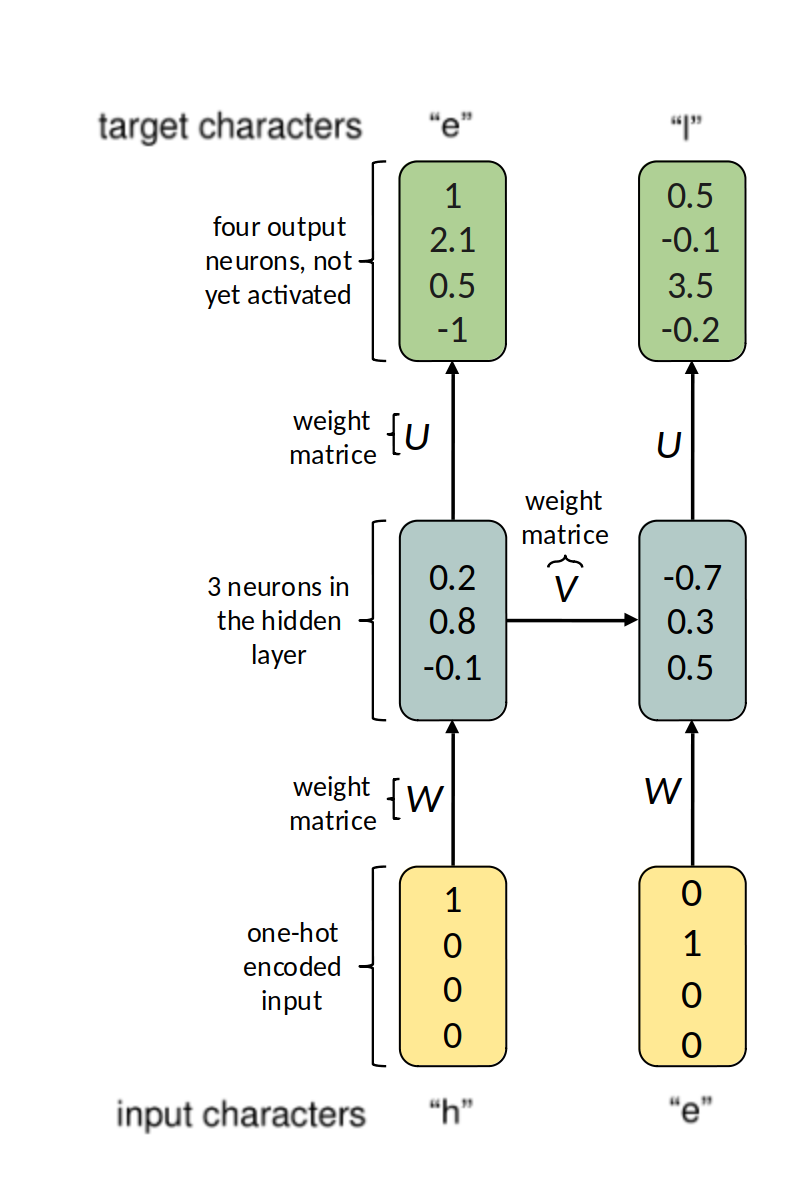 target characters “e” “l”
four output
neurons, not
yet activated
1
2.1
0.5
-1
0.5
-0.1
3.5
-0.2
weight
matrice
U
U
weight
matrice
V
3 neurons in
the hidden
layer
0.2
0.8
-0.1
-0.7
0.3
0.5
weight
matrice
W
W
one-hot
encoded
input
1
0
0
0
0
1
0
0
input characters “h” “e”